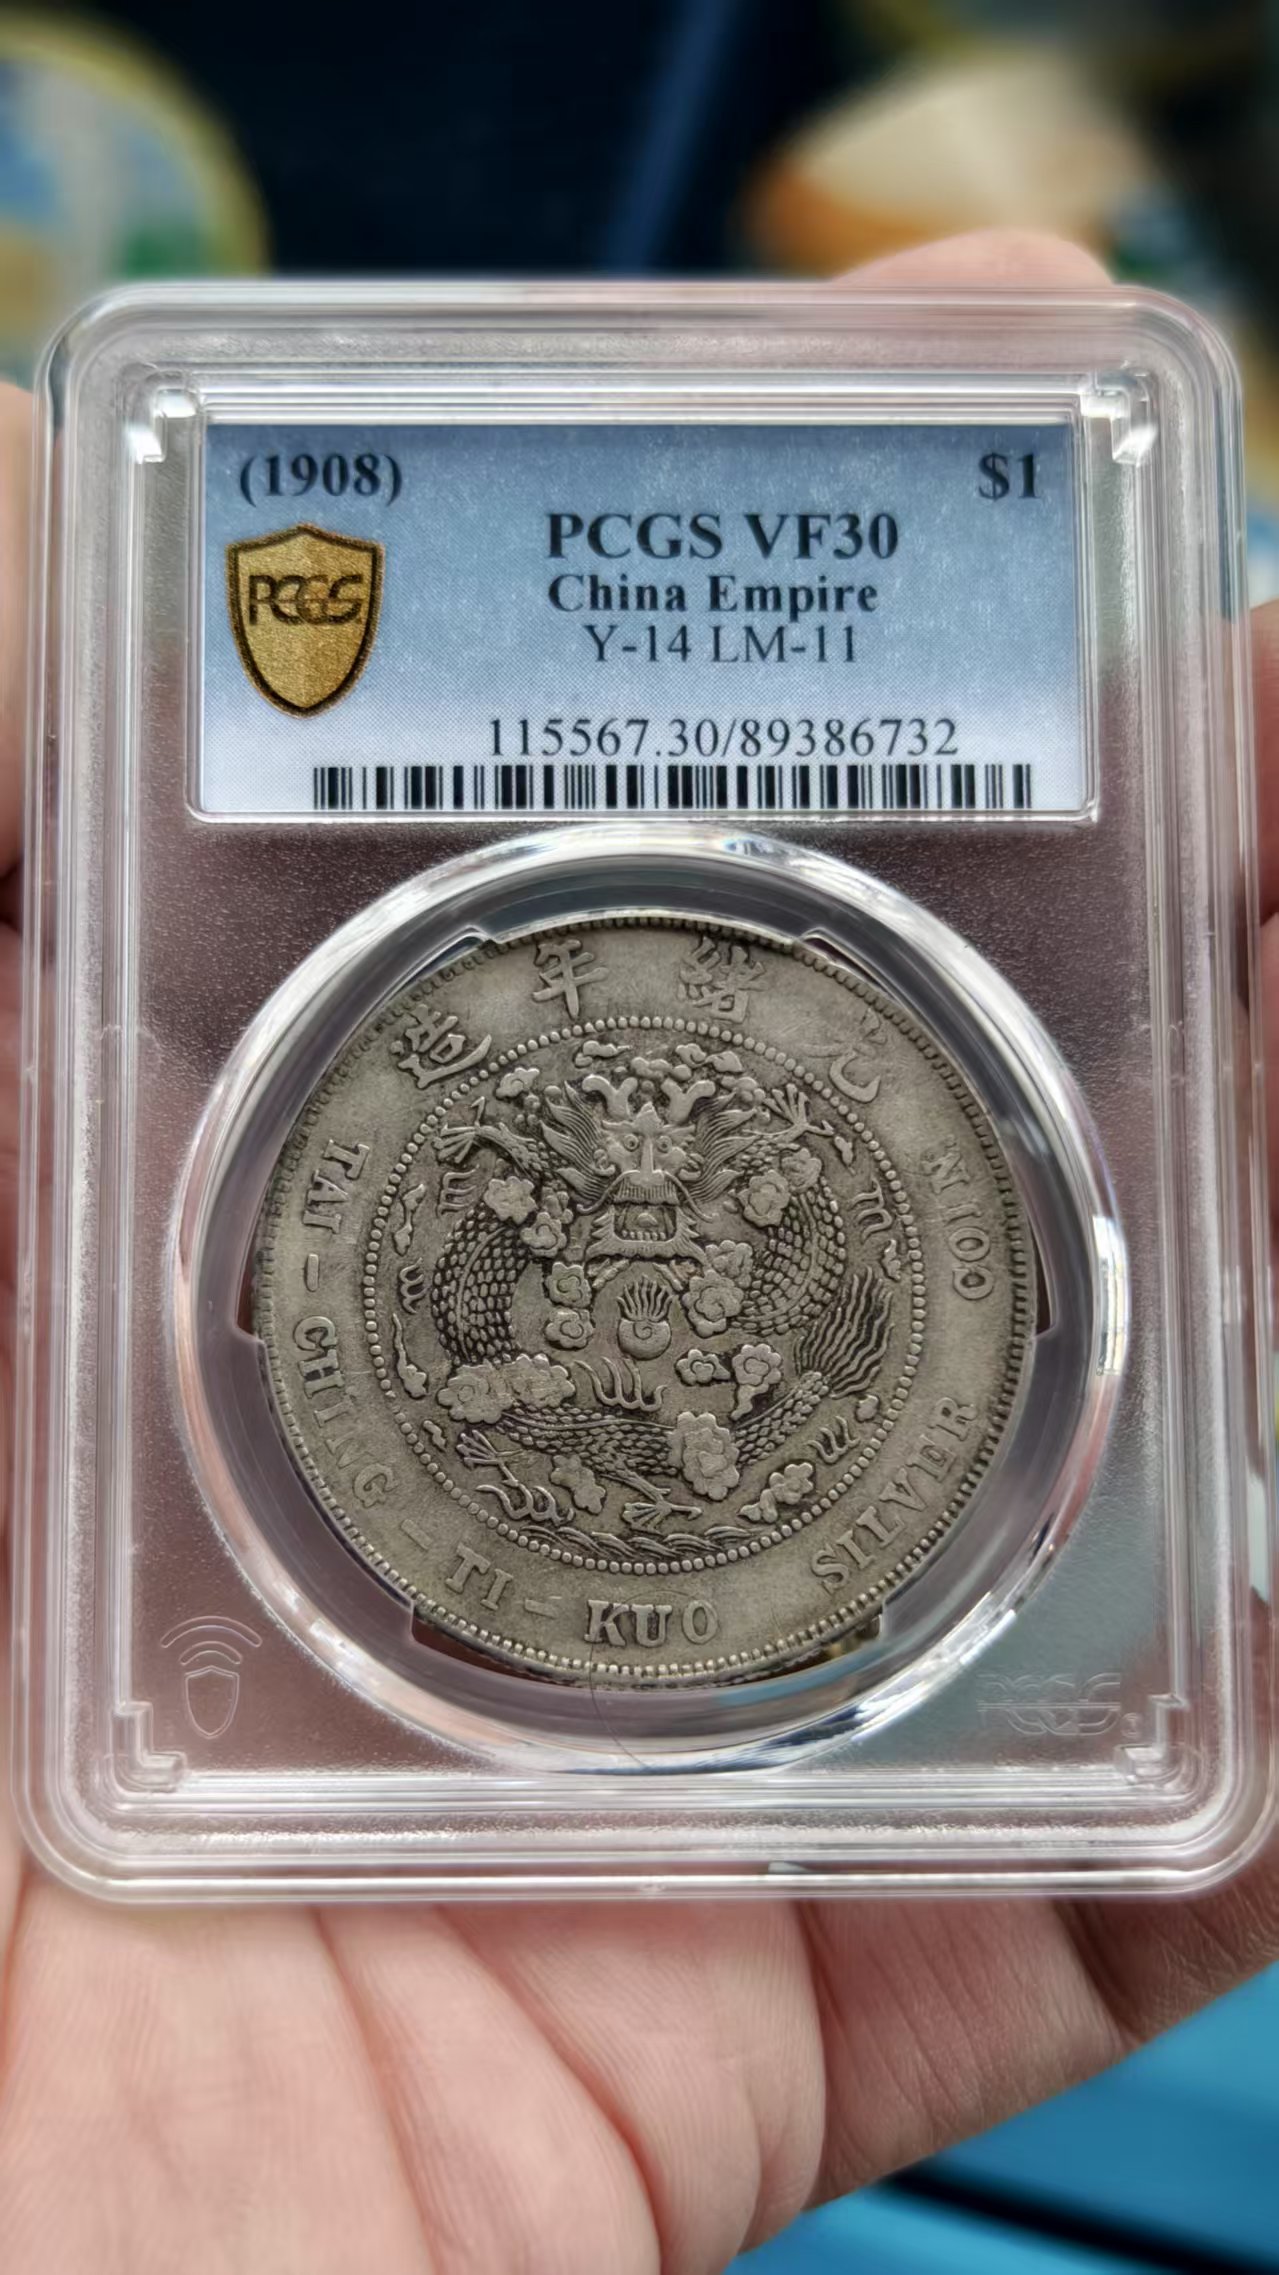 (1908) $1
PCGS VF30
China Empire
Y-14 LM-11
PCGS
115567.30/89386732
造年緒光
TAI-CHING-TI-KUO SILVER COIN
PCGS